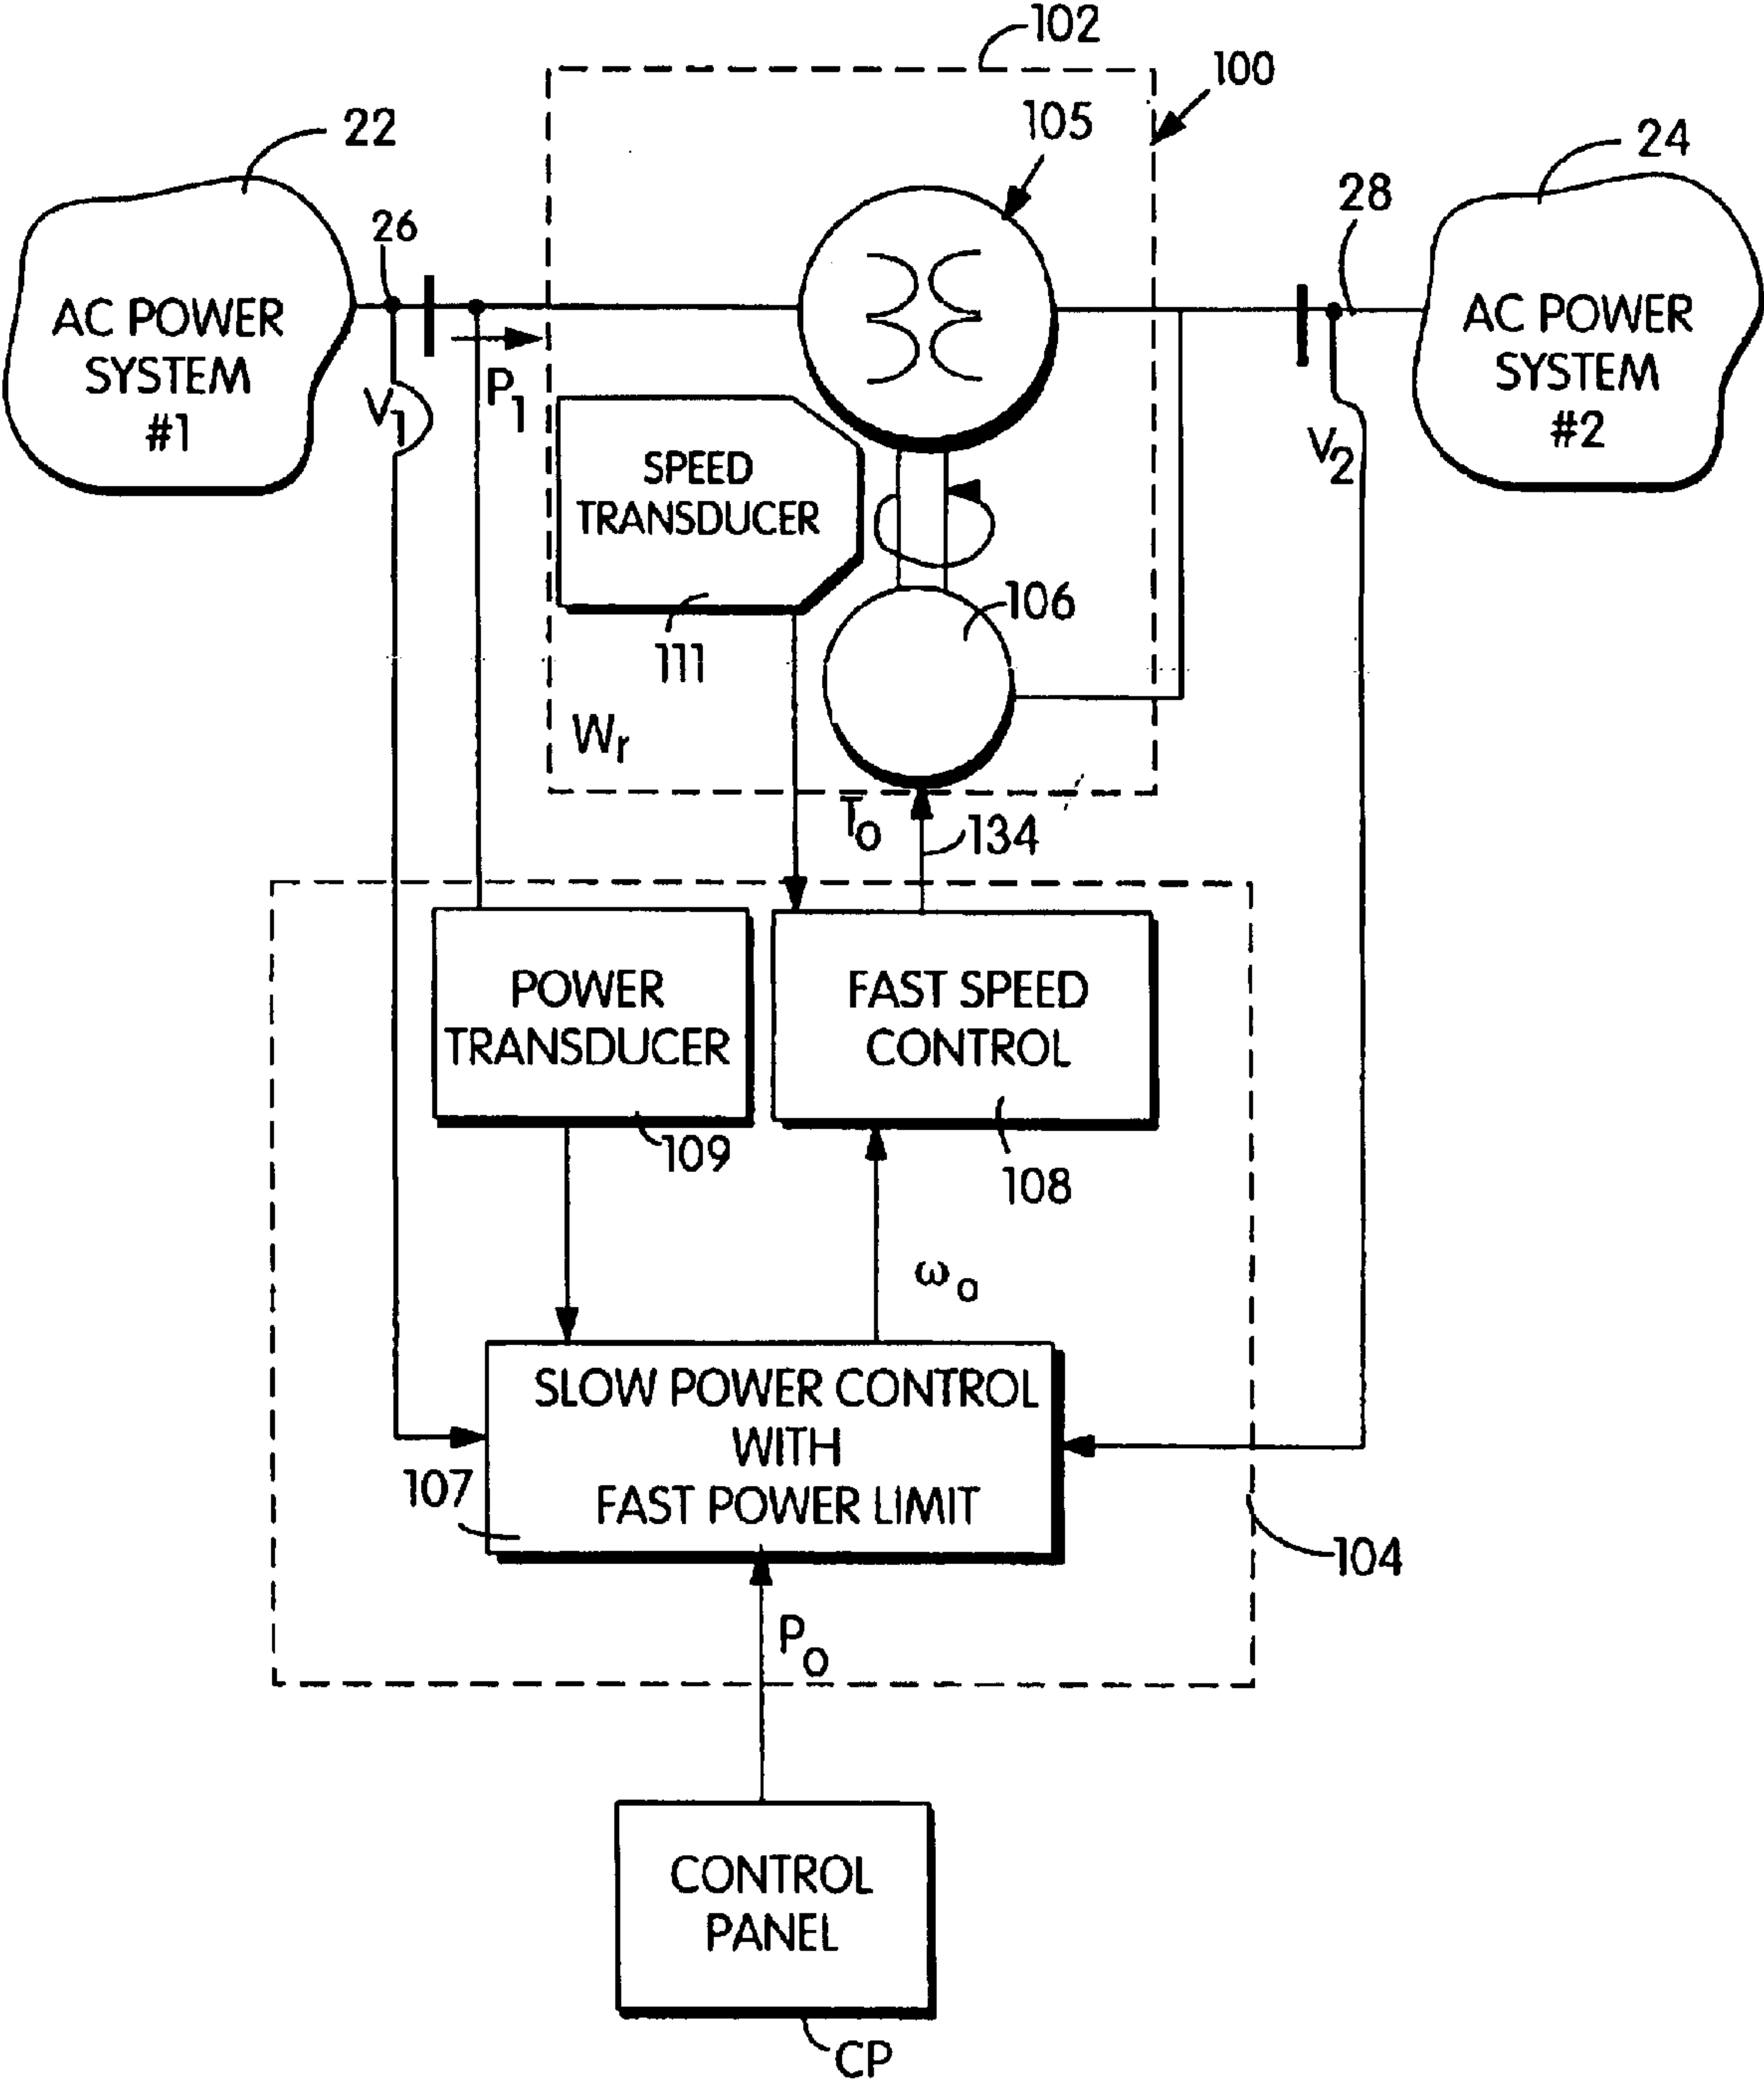 102
100
22
105
24
26
28
AC POWER
SYSTEM
#1
AC POWER
SYSTEM
#2
V1
P1
V2
SPEED
TRANSDUCER
111
106
Wr
To
134
POWER
TRANSDUCER
109
FAST SPEED
CONTROL
108
ωo
SLOW POWER CONTROL
WITH
FAST POWER LIMIT
107
104
Po
CONTROL
PANEL
CP